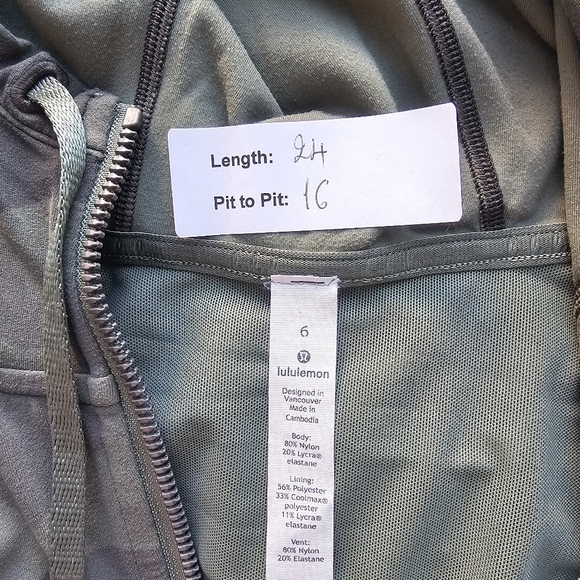 Length: 24
Pit to Pit: 16
6
lululemon
Designed in
Vancouver
Made in
Cambodia
Body:
80% Nylon
20% Lycra®
elastane
Lining:
56% Polyester
33% Coolmax®
polyester
11% Lycra®
elastane
Vent:
80% Nylon
20% Elastane